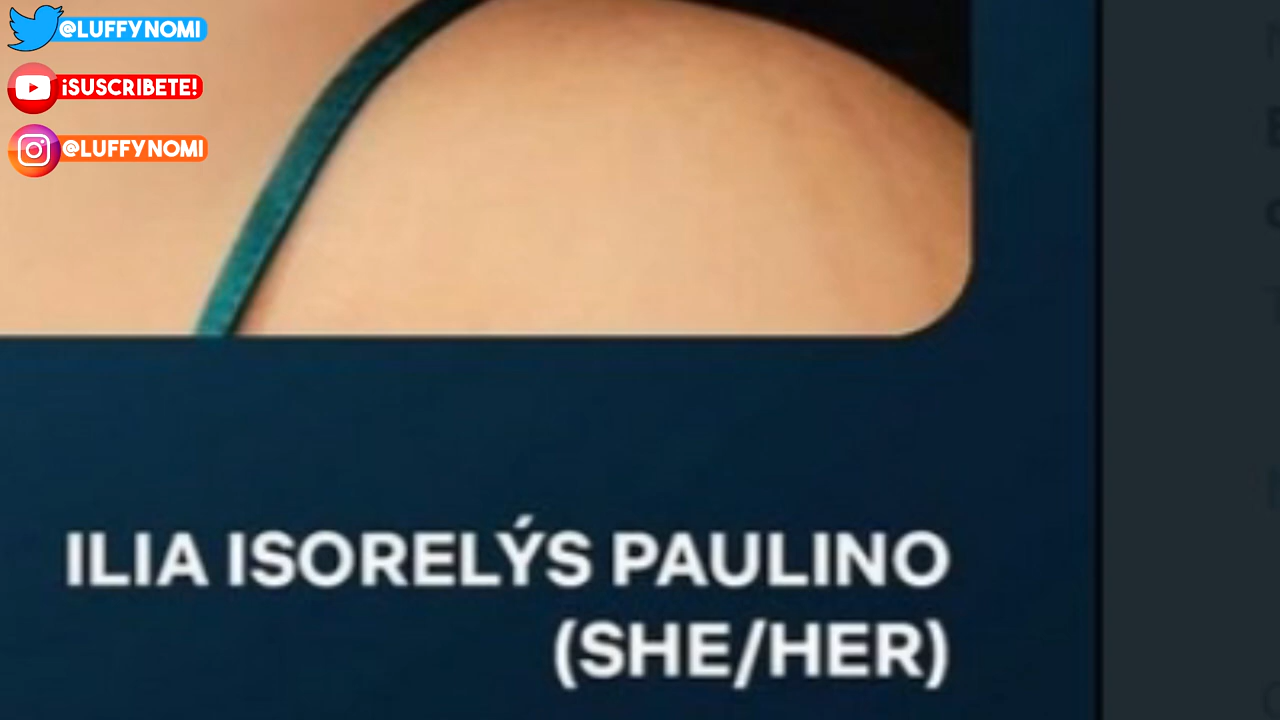 @LUFFYNOMI
¡SUSCRIBETE!
@LUFFYNOMI
ILIA ISORELÝS PAULINO
(SHE/HER)